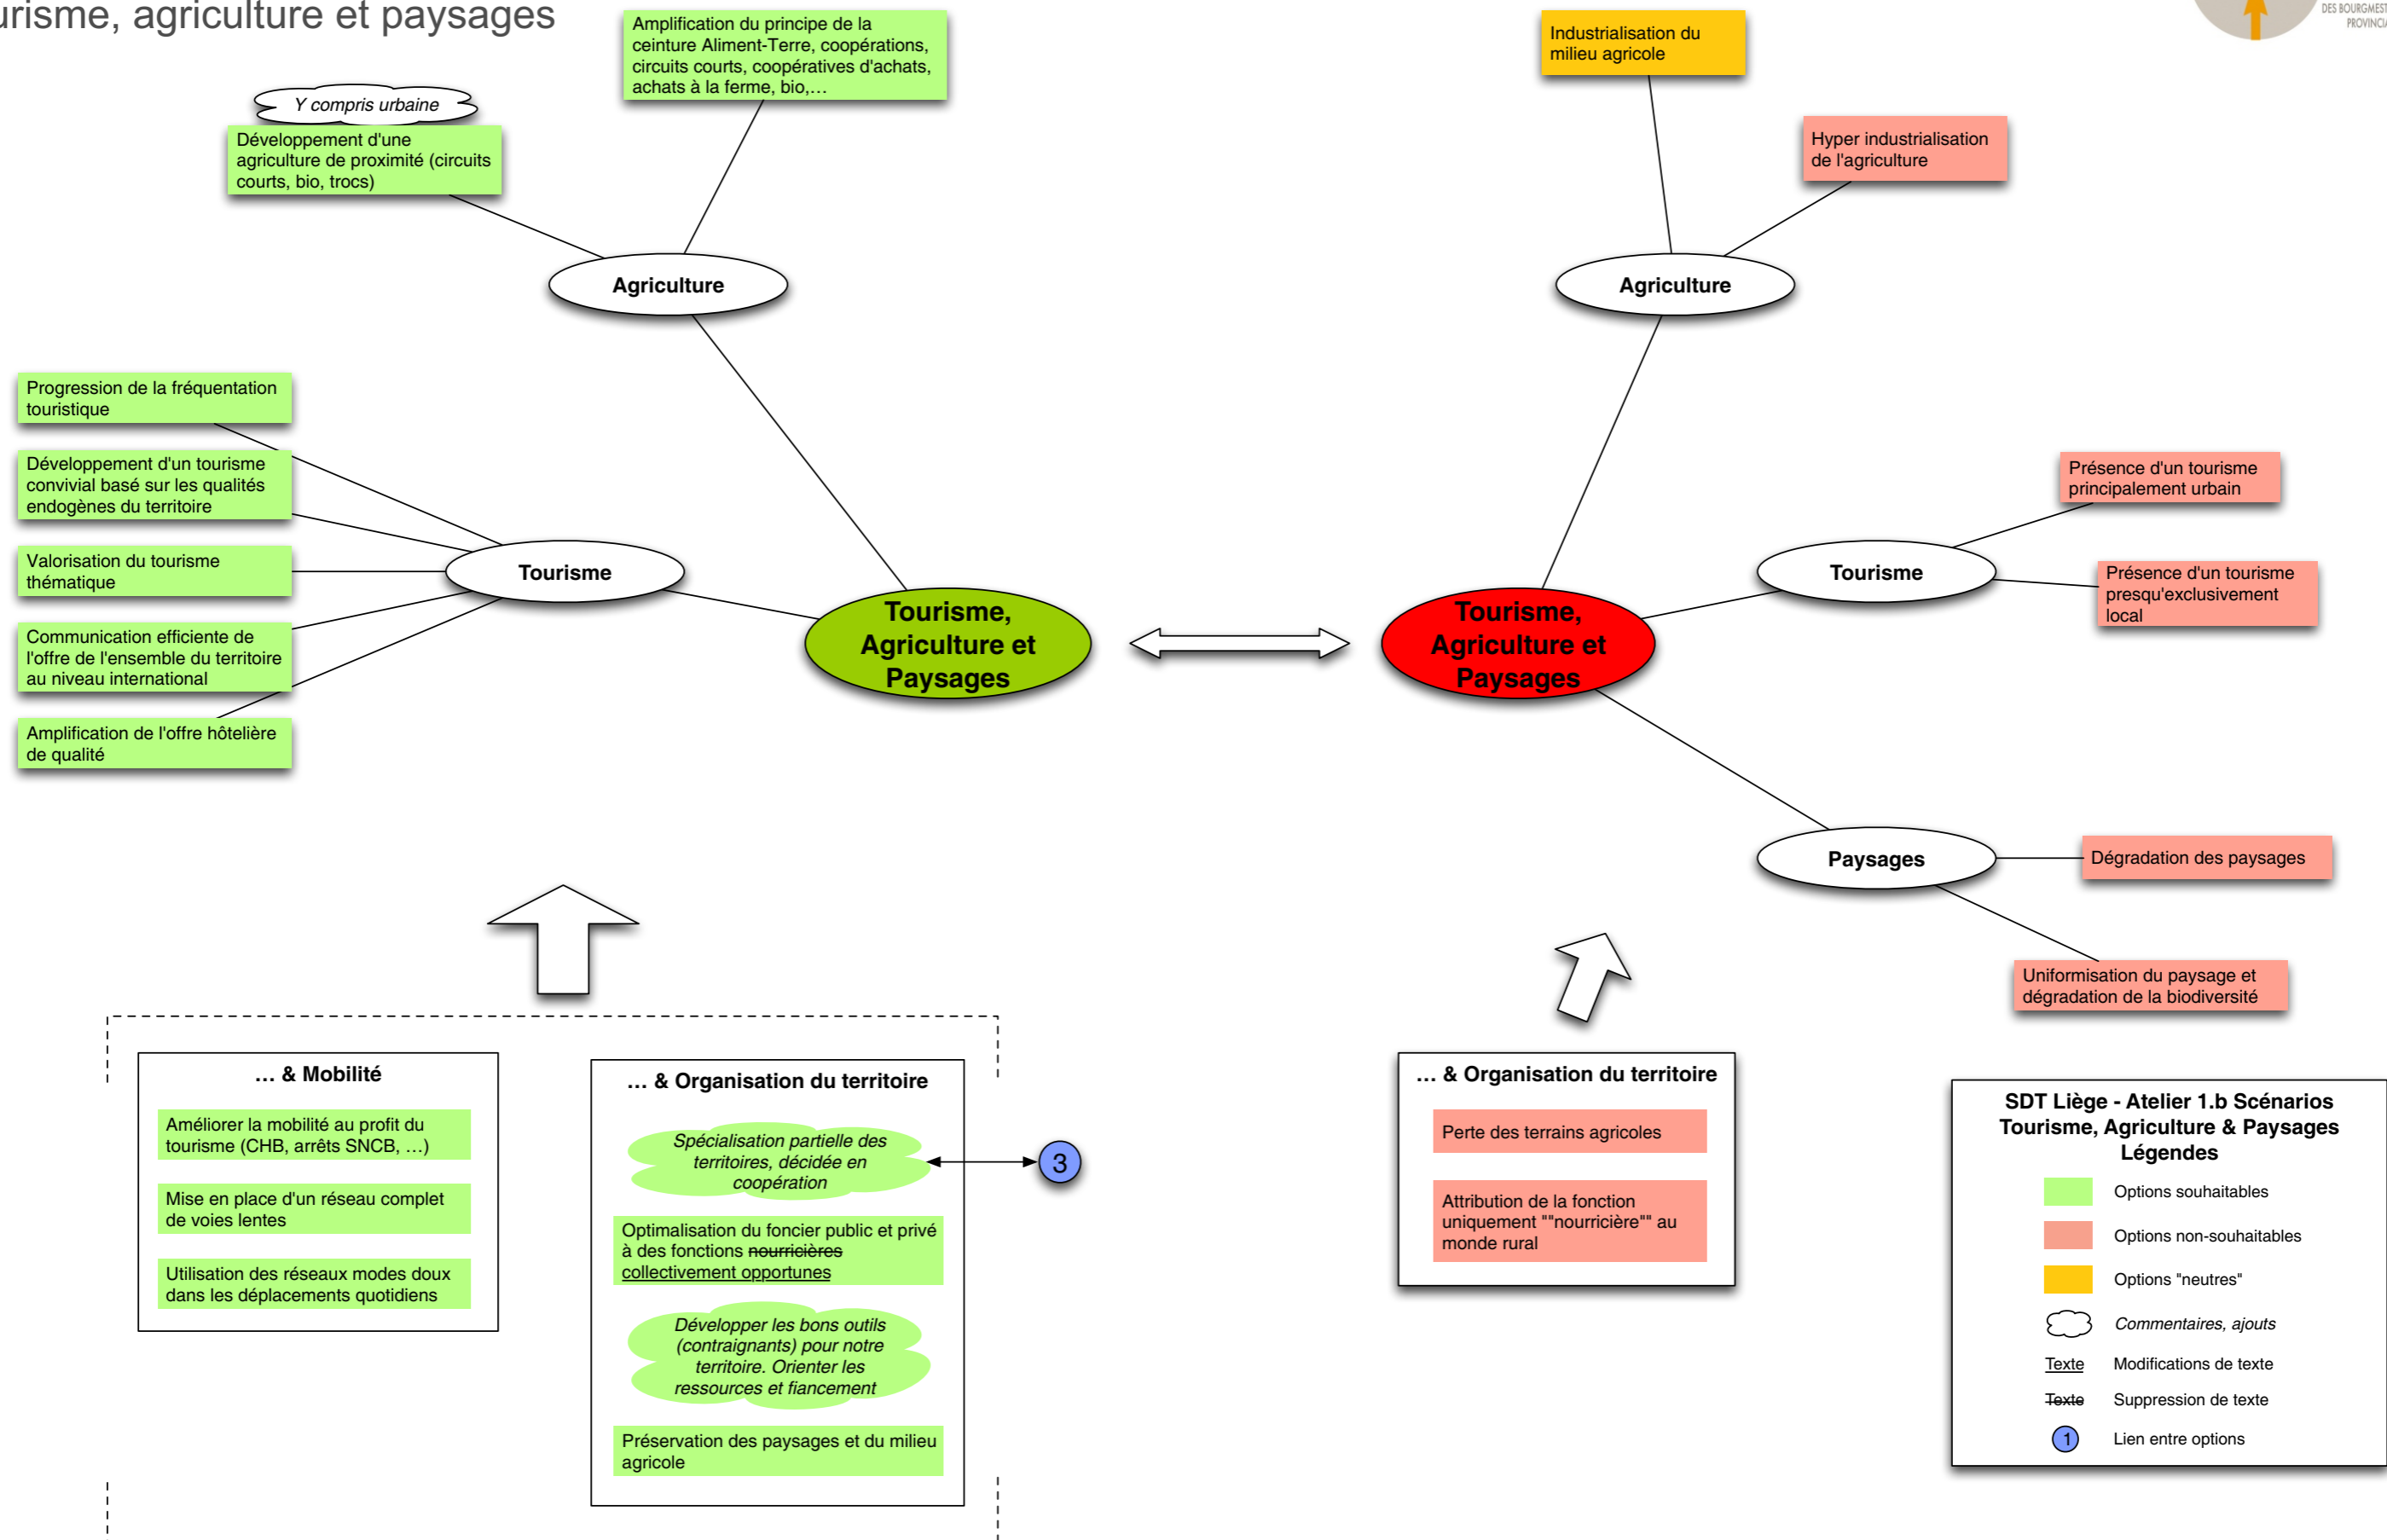 urisme, agriculture et paysages
DES BOURGMEST
PROVINCIA
Amplification du principe de la
ceinture Aliment-Terre, coopérations,
circuits courts, coopératives d'achats,
achats à la ferme, bio,…
Y compris urbaine
Développement d'une
agriculture de proximité (circuits
courts, bio, trocs)
Agriculture
Progression de la fréquentation
touristique
Développement d'un tourisme
convivial basé sur les qualités
endogènes du territoire
Valorisation du tourisme
thématique
Communication efficiente de
l'offre de l'ensemble du territoire
au niveau international
Amplification de l'offre hôtelière
de qualité
Tourisme
Tourisme,
Agriculture et
Paysages
Industrialisation du
milieu agricole
Hyper industrialisation
de l'agriculture
Agriculture
Présence d'un tourisme
principalement urbain
Tourisme
Présence d'un tourisme
presqu'exclusivement
local
Tourisme,
Agriculture et
Paysages
Paysages
Dégradation des paysages
Uniformisation du paysage et
dégradation de la biodiversité
… & Mobilité
Améliorer la mobilité au profit du
tourisme (CHB, arrêts SNCB, …)
Mise en place d'un réseau complet
de voies lentes
Utilisation des réseaux modes doux
dans les déplacements quotidiens
… & Organisation du territoire
Spécialisation partielle des
territoires, décidée en
coopération
3
Optimalisation du foncier public et privé
à des fonctions nourricières
collectivement opportunes
Développer les bons outils
(contraignants) pour notre
territoire. Orienter les
ressources et fiancement
Préservation des paysages et du milieu
agricole
… & Organisation du territoire
Perte des terrains agricoles
Attribution de la fonction
uniquement ""nourricière"" au
monde rural
SDT Liège - Atelier 1.b Scénarios
Tourisme, Agriculture & Paysages
Légendes
Options souhaitables
Options non-souhaitables
Options "neutres"
Commentaires, ajouts
Texte Modifications de texte
Texte Suppression de texte
1 Lien entre options